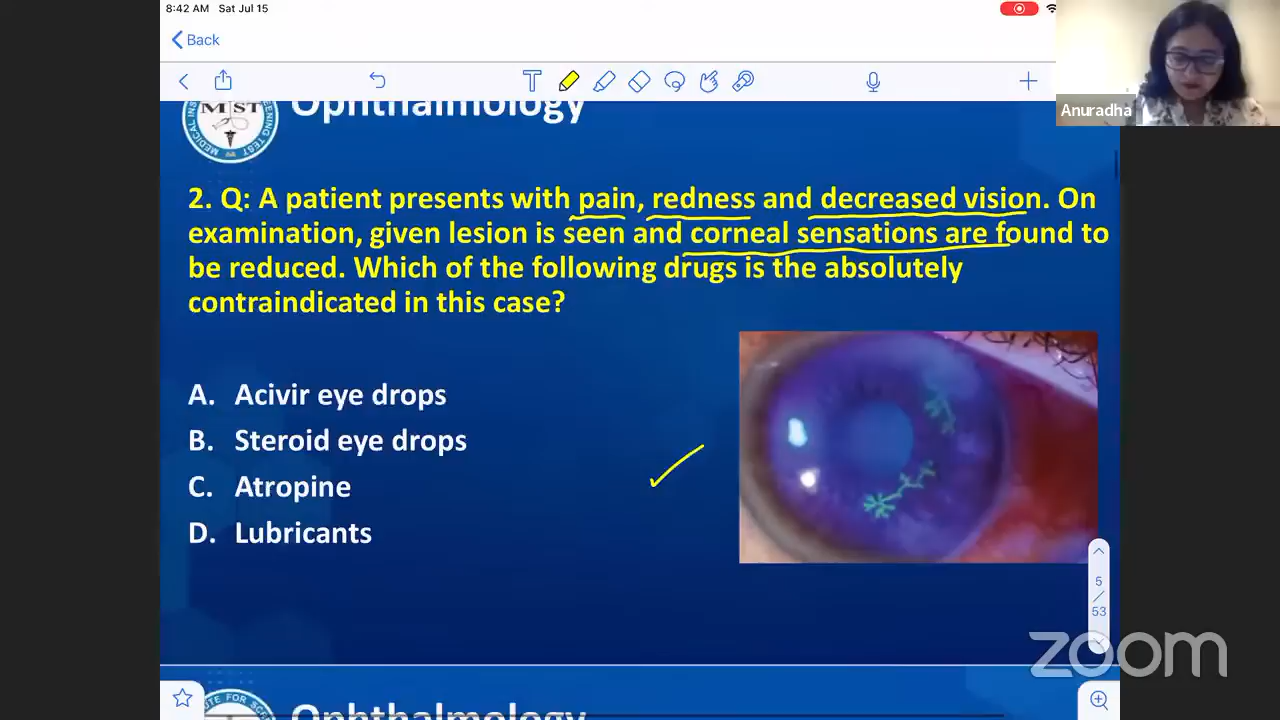 8:42 AM Sat Jul 15
Back
Anuradha
MIST
Ophthalmology
2. Q: A patient presents with pain, redness and decreased vision. On
examination, given lesion is seen and corneal sensations are found to
be reduced. Which of the following drugs is the absolutely
contraindicated in this case?
A. Acivir eye drops
B. Steroid eye drops
C. Atropine
D. Lubricants
5
/
53
zoom
Ophthalmology